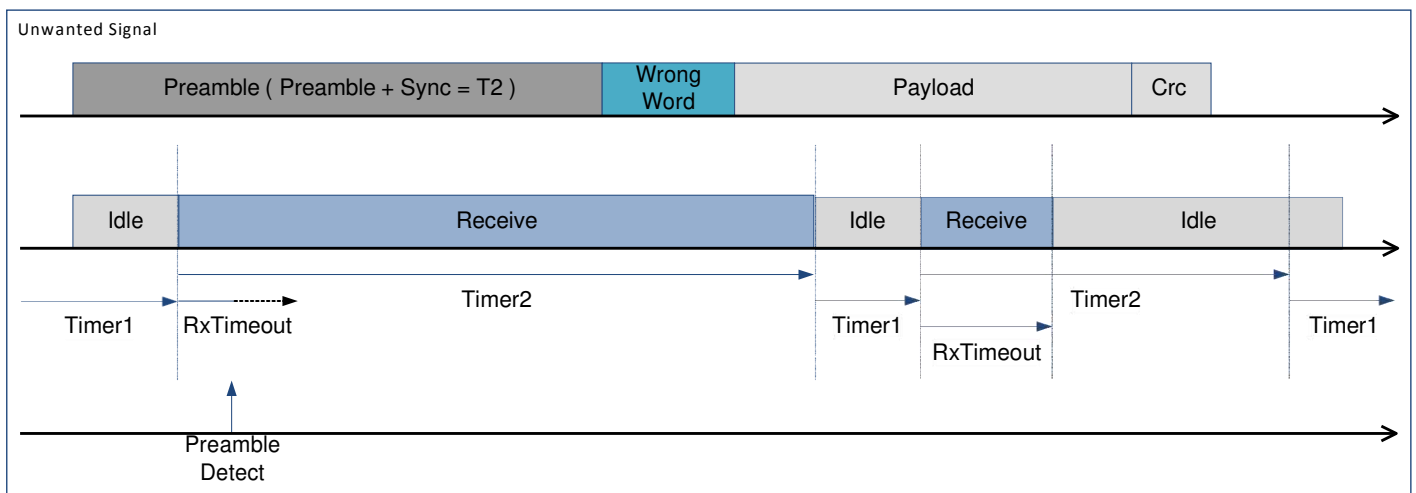 Unwanted Signal
Preamble ( Preamble + Sync = T2 )
Wrong
Word
Payload
Crc
Idle
Receive
Idle
Receive
Idle
Timer2
Timer2
Timer1
RxTimeout
Timer1
Timer1
RxTimeout
Preamble
Detect